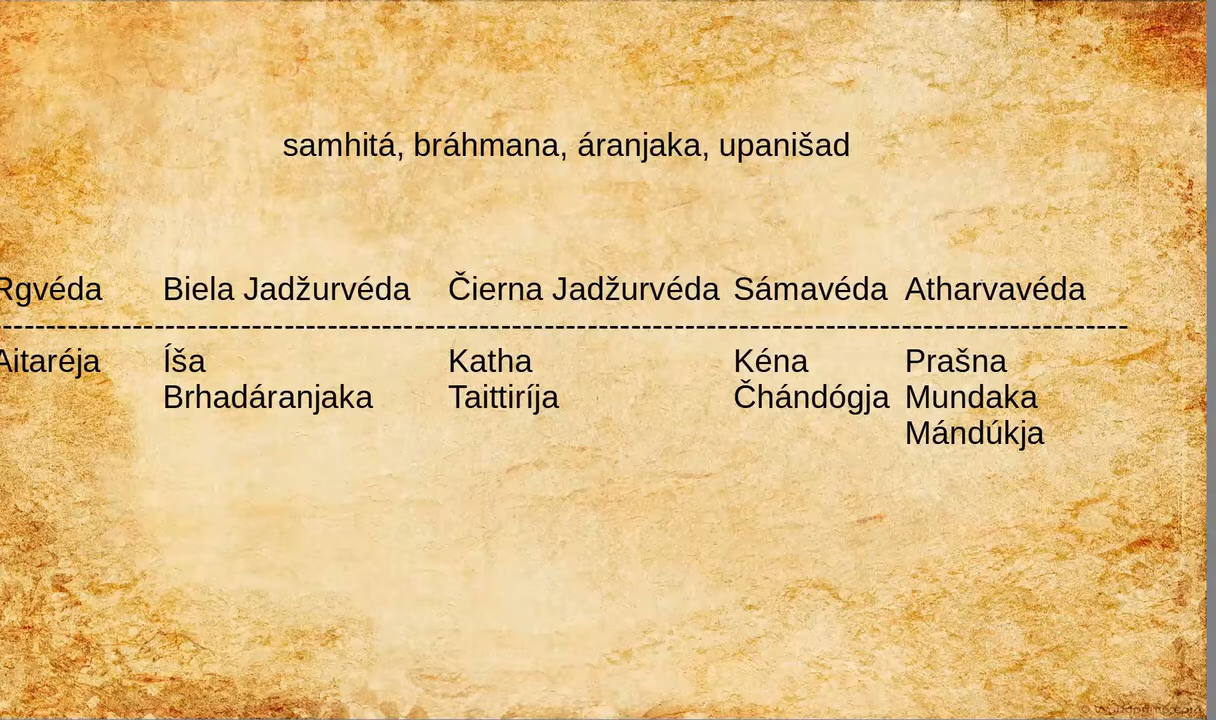 samhitá, bráhmana, áranjaka, upanišad
Rgvéda Biela Jadžurvéda Čierna Jadžurvéda Sámavéda Atharvavéda
--------------------------------------------------------------------------------------------------------
Aitaréja Íša Katha Kéna Prašna
Brhadáranjaka Taittiríja Čhándógja Mundaka
Mándúkja